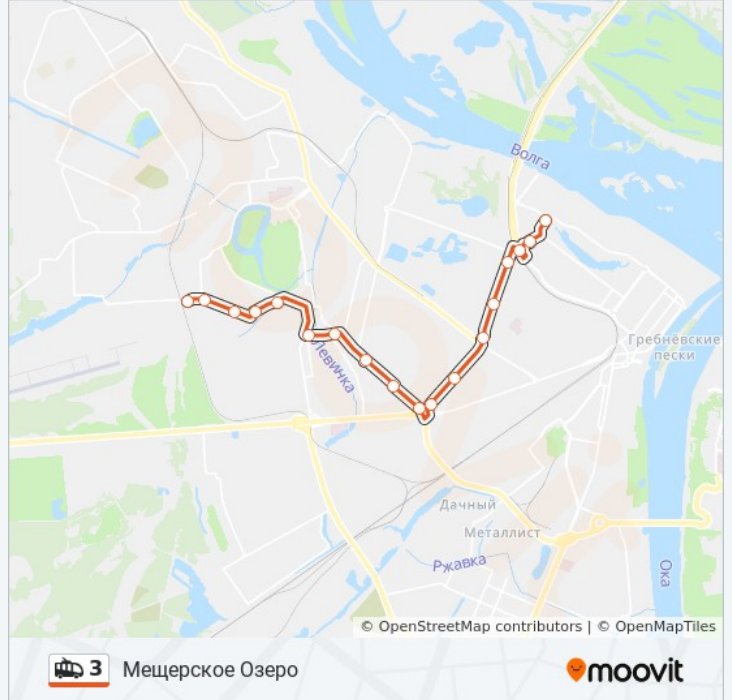 Волга
Гребнёвские
пески
Левинка
Дачный
Металлист
Ржавка
Ока
© OpenStreetMap contributors | © OpenMapTiles
3 Мещерское Озеро
moovit